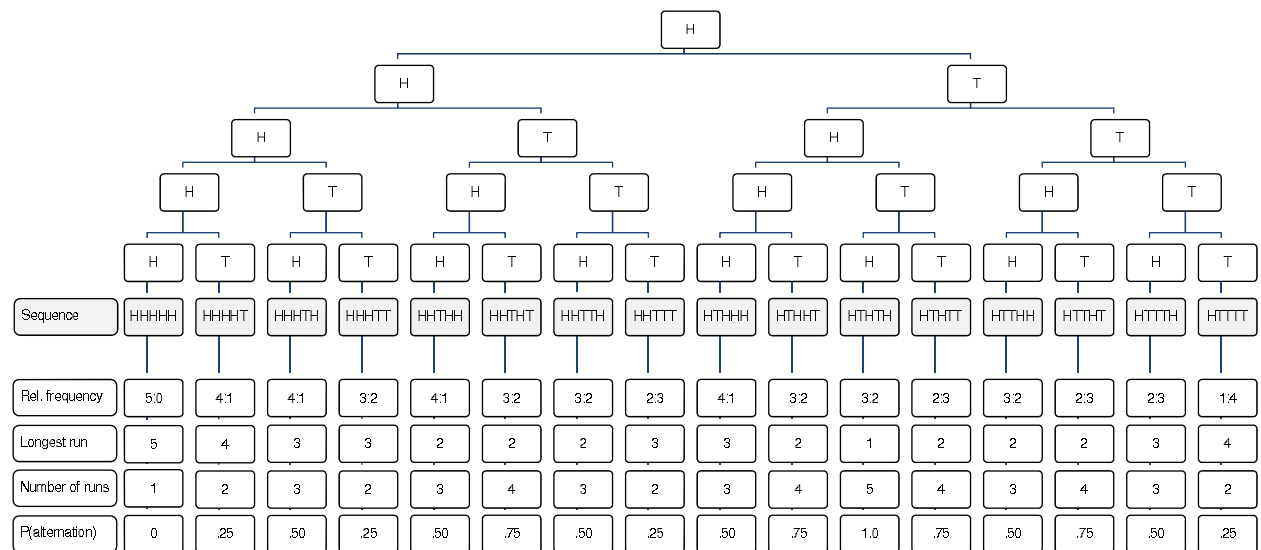 H
H T
H T H T
H T H T H T H T
H T H T H T H T H T H T H T H T
Sequence HHHHH HHHHT HHHTH HHHTT HHTHH HHTHT HHTTH HHTTT HTHHH HTHHT HTHTH HTHTT HTTHH HTTHT HTTTH HTTTT
Rel. frequency 5:0 4:1 4:1 3:2 4:1 3:2 3:2 2:3 4:1 3:2 3:2 2:3 3:2 2:3 2:3 1:4
Longest run 5 4 3 3 2 2 2 3 3 2 1 2 2 2 3 4
Number of runs 1 2 3 2 3 4 3 2 3 4 5 4 3 4 3 2
P(alternation) 0 .25 .50 .25 .50 .75 .50 .25 .50 .75 1.0 .75 .50 .75 .50 .25